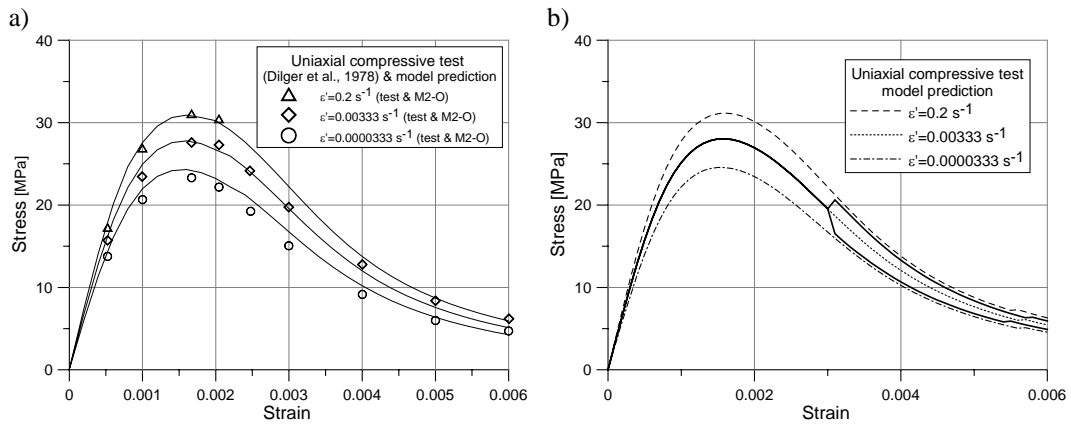 a)
40
30
20
10
0
Stress [MPa]
Uniaxial compressive test
(Dilger et al., 1978) & model prediction
ε'=0.2 s-1 (test & M2-O)
ε'=0.00333 s-1 (test & M2-O)
ε'=0.0000333 s-1 (test & M2-O)
0 0.001 0.002 0.003 0.004 0.005 0.006
Strain
b)
40
30
20
10
0
Stress [MPa]
Uniaxial compressive test
model prediction
ε'=0.2 s-1
ε'=0.00333 s-1
ε'=0.0000333 s-1
0 0.002 0.004 0.006
Strain